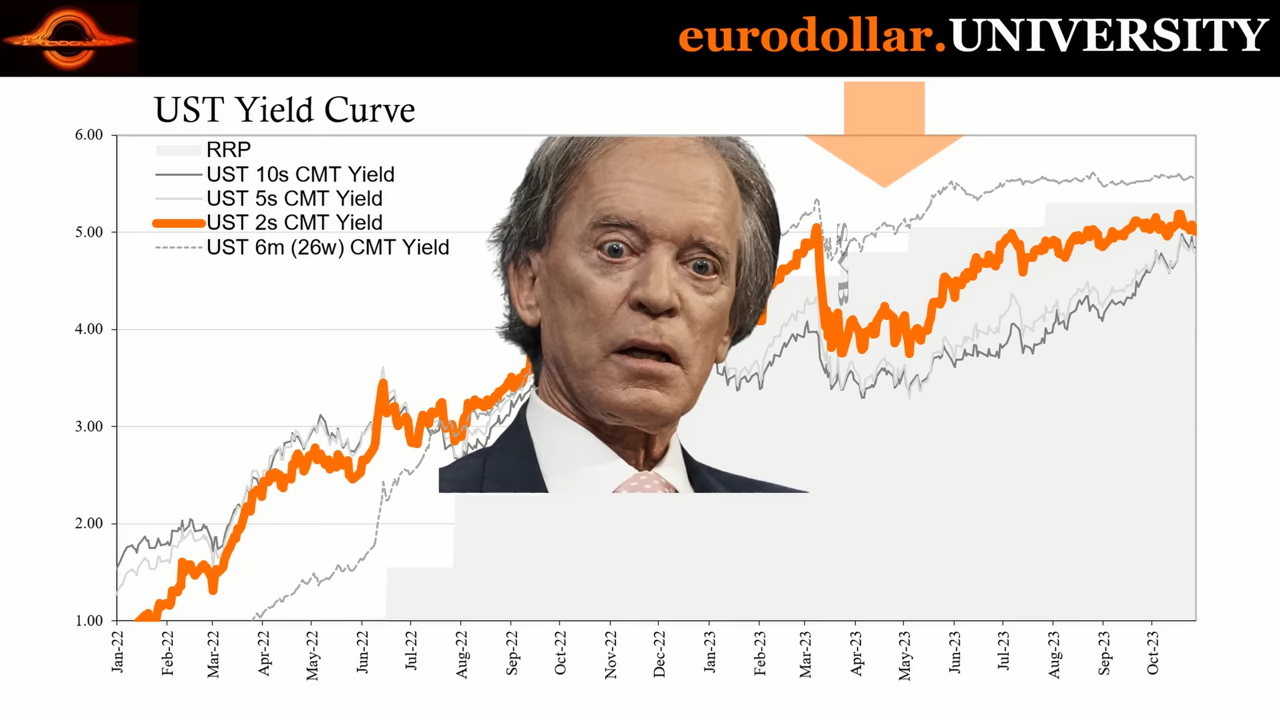 eurodollar.UNIVERSITY
UST Yield Curve
RRP
UST 10s CMT Yield
UST 5s CMT Yield
UST 2s CMT Yield
UST 6m (26w) CMT Yield
6.00
5.00
4.00
3.00
2.00
1.00
Jan-22
Feb-22
Mar-22
Apr-22
May-22
Jun-22
Jul-22
Aug-22
Sep-22
Oct-22
Nov-22
Dec-22
Jan-23
Feb-23
Mar-23
Apr-23
May-23
Jun-23
Jul-23
Aug-23
Sep-23
Oct-23